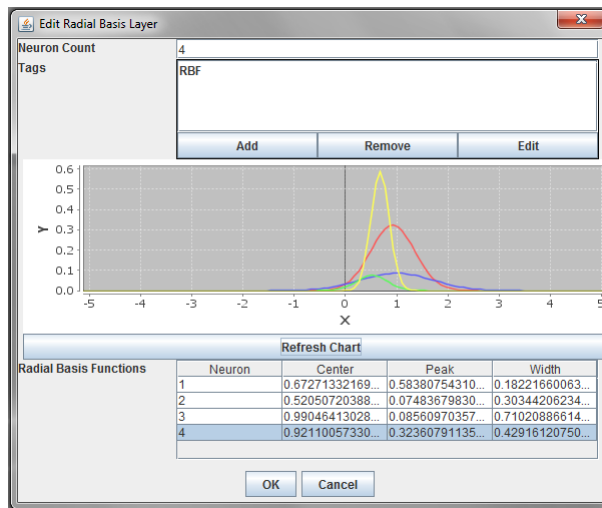 Edit Radial Basis Layer
Neuron Count 4
Tags RBF
Add Remove Edit
0.6
0.5
0.4
Y 0.3
0.2
0.1
0.0
-5 -4 -3 -2 -1 0 1 2 3 4 5
X
Refresh Chart
Radial Basis Functions Neuron Center Peak Width
1 0.67271332169... 0.58380754310... 0.18221660063...
2 0.52050720388... 0.07483679830... 0.30344206234...
3 0.99046413028... 0.08560970357... 0.71020886614...
4 0.92110057330... 0.32360791135... 0.42916120750...
OK Cancel